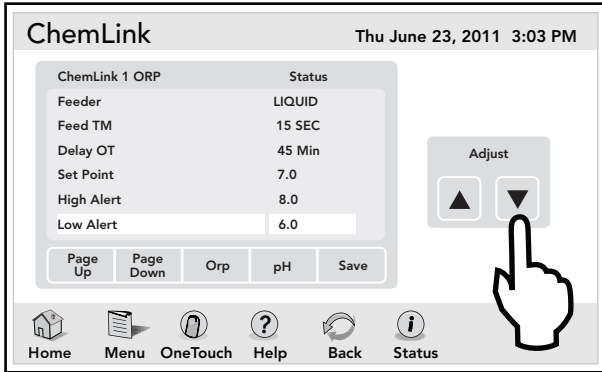 ChemLink Thu June 23, 2011 3:03 PM
ChemLink 1 ORP Status
Feeder LIQUID
Feed TM 15 SEC
Delay OT 45 Min
Set Point 7.0
High Alert 8.0
Low Alert 6.0
Page Up Page Down Orp pH Save
Adjust
Home Menu OneTouch Help Back Status